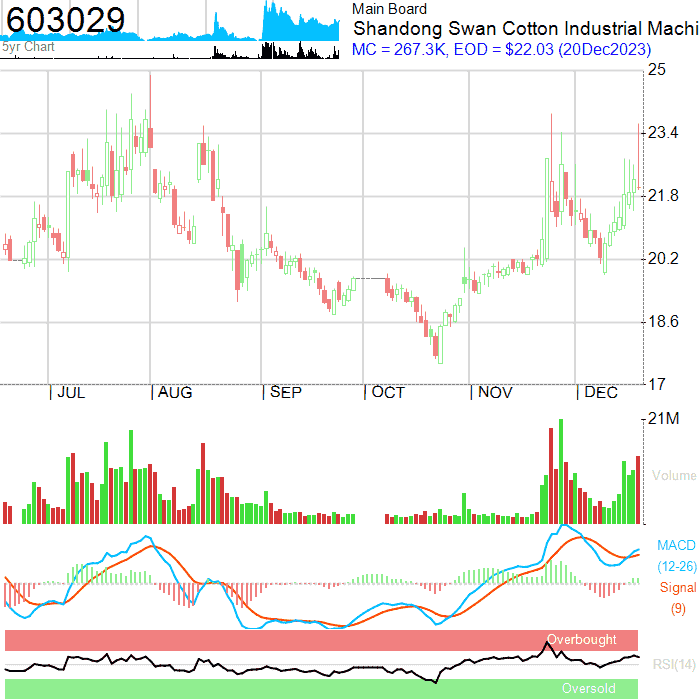 603029
5yr Chart
Main Board
Shandong Swan Cotton Industrial Machi
MC = 267.3K, EOD = $22.03 (20Dec2023)
25
23.4
21.8
20.2
18.6
17
JUL AUG SEP OCT NOV DEC
21M
Volume
MACD
(12-26)
Signal
(9)
Overbought
RSI(14)
Oversold